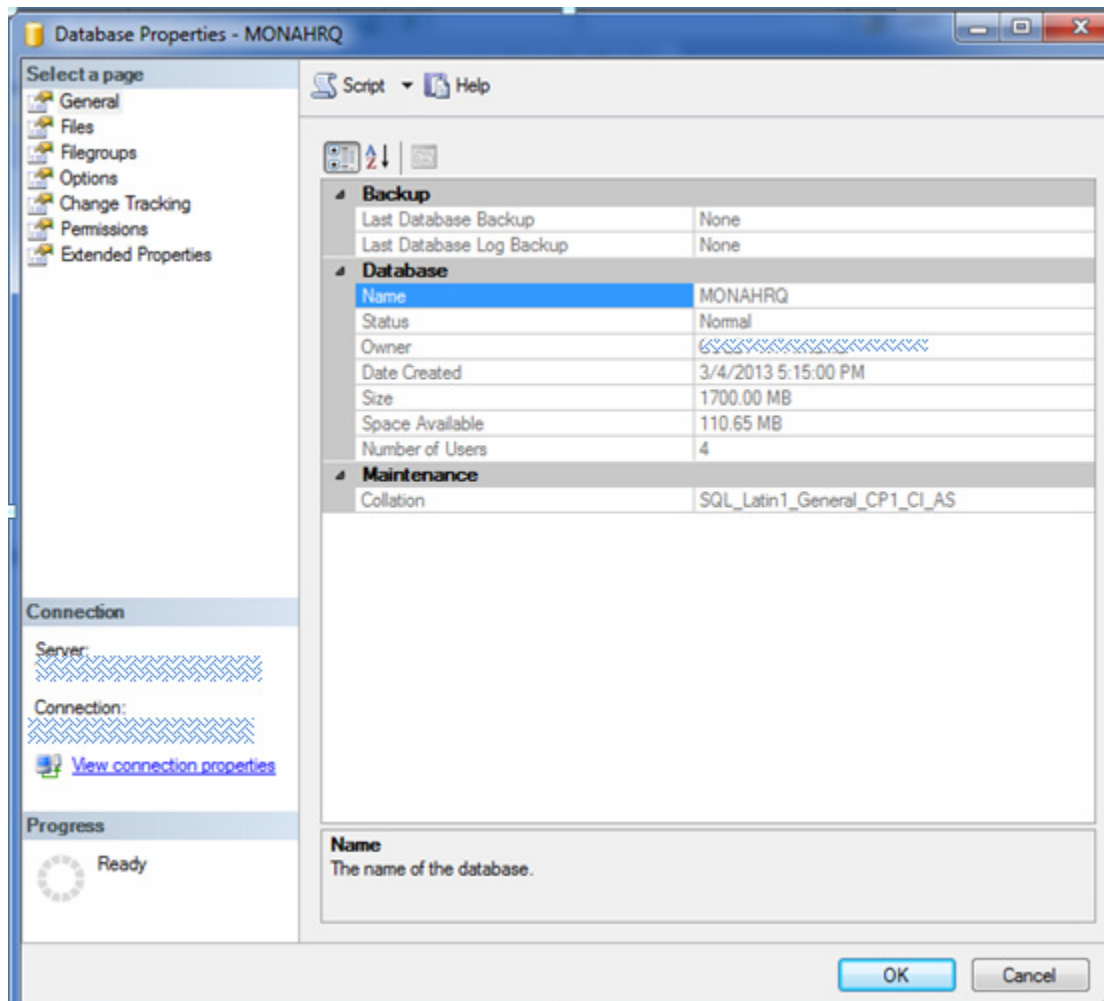 Database Properties - MONAHRQ
Select a page
General
Files
Filegroups
Options
Change Tracking
Permissions
Extended Properties
Script Help
Backup
Last Database Backup None
Last Database Log Backup None
Database
Name MONAHRQ
Status Normal
Owner
Date Created 3/4/2013 5:15:00 PM
Size 1700.00 MB
Space Available 110.65 MB
Number of Users 4
Maintenance
Collation SQL_Latin1_General_CP1_CI_AS
Connection
Server:
Connection:
View connection properties
Progress
Ready
Name
The name of the database.
OK Cancel